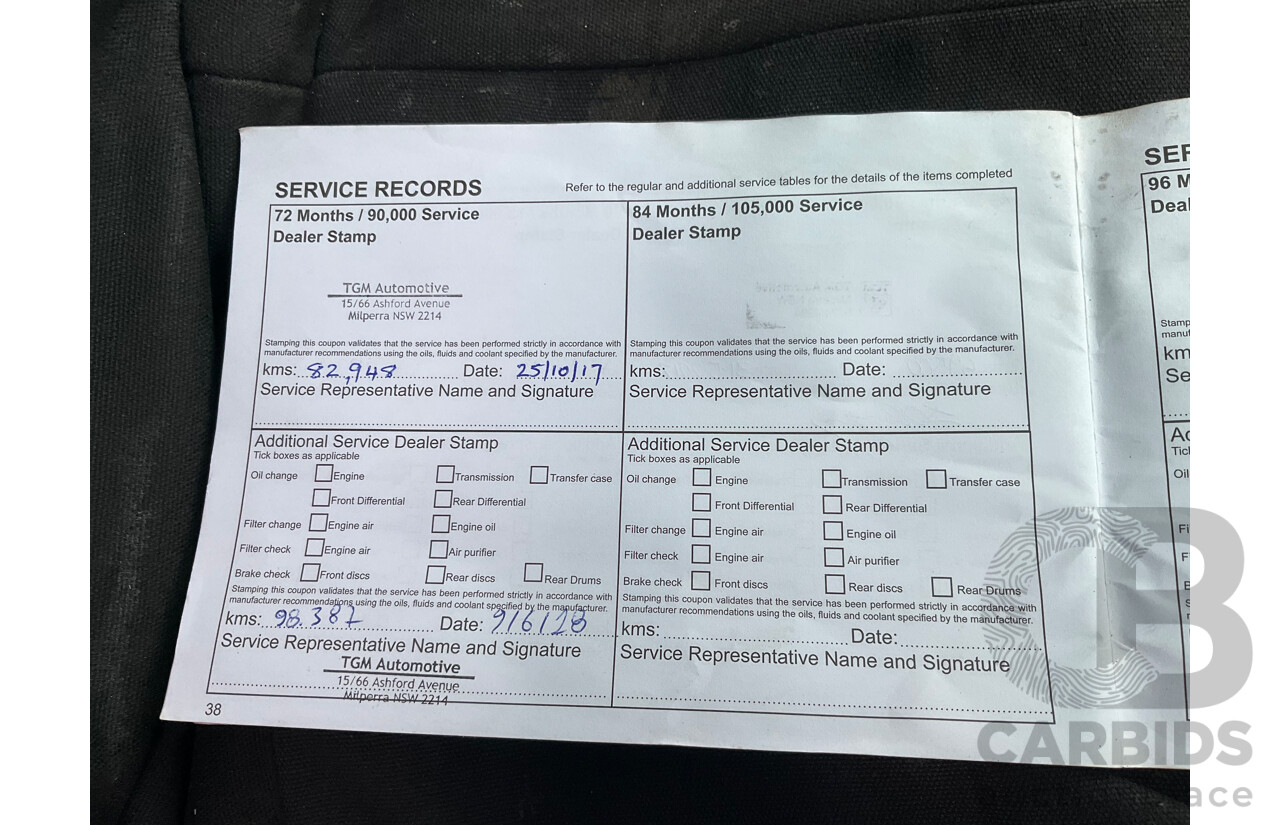 SERVICE RECORDS
Refer to the regular and additional service tables for the details of the items completed
72 Months / 90,000 Service
Dealer Stamp
TGM Automotive
15/66 Ashford Avenue
Milperra NSW 2214
Stamping this coupon validates that the service has been performed strictly in accordance with
manufacturer recommendations using the oils, fluids and coolant specified by the manufacturer.
kms: 82,948 Date: 25/10/17
Service Representative Name and Signature
Additional Service Dealer Stamp
Tick boxes as applicable
Oil change Engine Transmission Transfer case
Front Differential Rear Differential
Filter change Engine air Engine oil
Filter check Engine air Air purifier
Brake check Front discs Rear discs Rear Drums
Stamping this coupon validates that the service has been performed strictly in accordance with
manufacturer recommendations using the oils, fluids and coolant specified by the manufacturer.
kms: 98.387 Date: 9/6/
Service Representative Name and Signature
TGM Automotive
15/66 Ashford Avenue
Milperra NSW 2214
38
84 Months / 105,000 Service
Dealer Stamp
Stamping this coupon validates that the service has been performed strictly in accordance with
manufacturer recommendations using the oils, fluids and coolant specified by the manufacturer.
kms: Date:
Service Representative Name and Signature
Additional Service Dealer Stamp
Tick boxes as applicable
Oil change Engine Transmission Transfer case
Front Differential Rear Differential
Filter change Engine air Engine oil
Filter check Engine air Air purifier
Brake check Front discs Rear discs Rear Drums
Stamping this coupon validates that the service has been performed strictly in accordance with
manufacturer recommendations using the oils, fluids and coolant specified by the manufacturer.
kms: Date:
Service Representative Name and Signature
SER
96 M
Deal
Stamp
manuf
km
Se
Ac
Tic
Oil
Fi
F
CARBIDS
ace